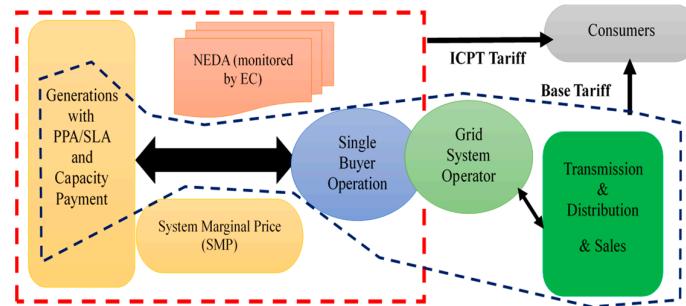 Generations
with
PPA/SLA
and
Capacity
Payment
NEDA (monitored
by EC)
ICPT Tariff
Consumers
Base Tariff
Single
Buyer
Operation
Grid
System
Operator
Transmission
&
Distribution
& Sales
System Marginal Price
(SMP)